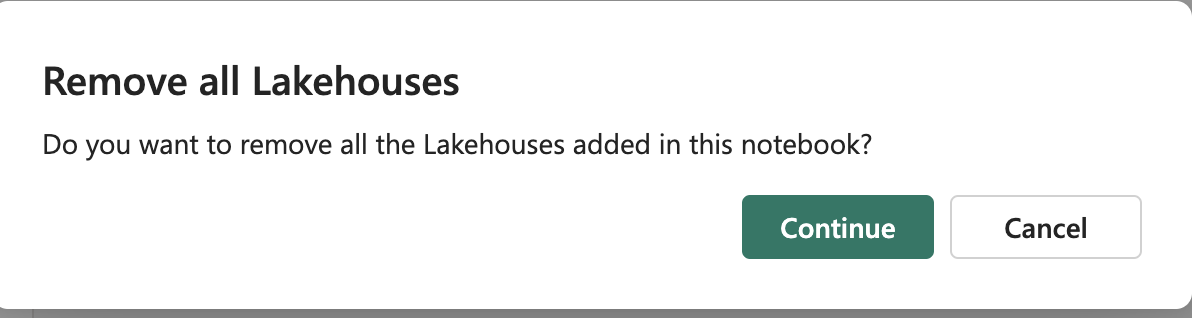 Remove all Lakehouses
Do you want to remove all the Lakehouses added in this notebook?
Continue
Cancel